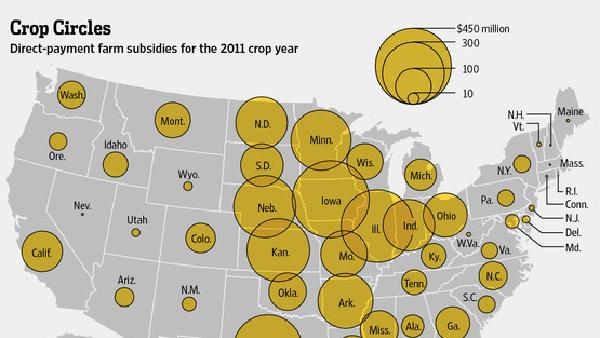 Crop Circles
Direct-payment farm subsidies for the 2011 crop year
$450 million
300
100
10
Wash.
Mont.
N.D.
Minn.
N.H.
Vt.
Maine
Ore.
Idaho
S.D.
Wis.
Mich.
N.Y.
Mass.
Wyo.
R.I.
Nev.
Neb.
Iowa
Pa.
Conn.
Utah
Colo.
Ill.
Ind.
Ohio
N.J.
Del.
Calif.
Kan.
Mo.
Ky.
W.Va.
Va.
Md.
Ariz.
N.M.
Okla.
Ark.
Tenn.
N.C.
S.C.
Miss.
Ala.
Ga.